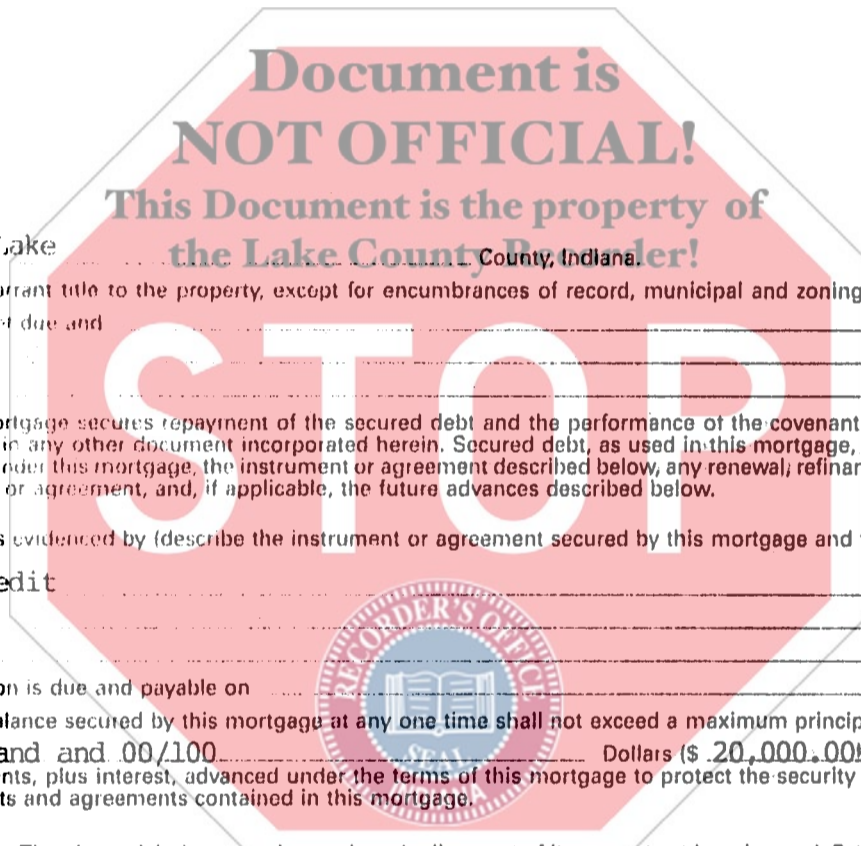 Document is
NOT OFFICIAL!
This Document is the property of
the Lake County Recorder!
Lake County, Indiana.
title to the property, except for encumbrances of record, municipal and zoning
due and
STOP
secures repayment of the secured debt and the performance of the covenant
in any other document incorporated herein. Secured debt, as used in this mortgage,
this mortgage, the instrument or agreement described below, any renewal, refinan
or agreement, and, if applicable, the future advances described below.
evidenced by (describe the instrument or agreement secured by this mortgage and
edit
RECORDER'S OFFICE
on is due and payable on
alance secured by this mortgage at any one time shall not exceed a maximum princip
and and 00/100 Dollars ($ 20,000.00
SEAL
nts, plus interest, advanced under the terms of this mortgage to protect the security
INDIANA
ts and agreements contained in this mortgage.